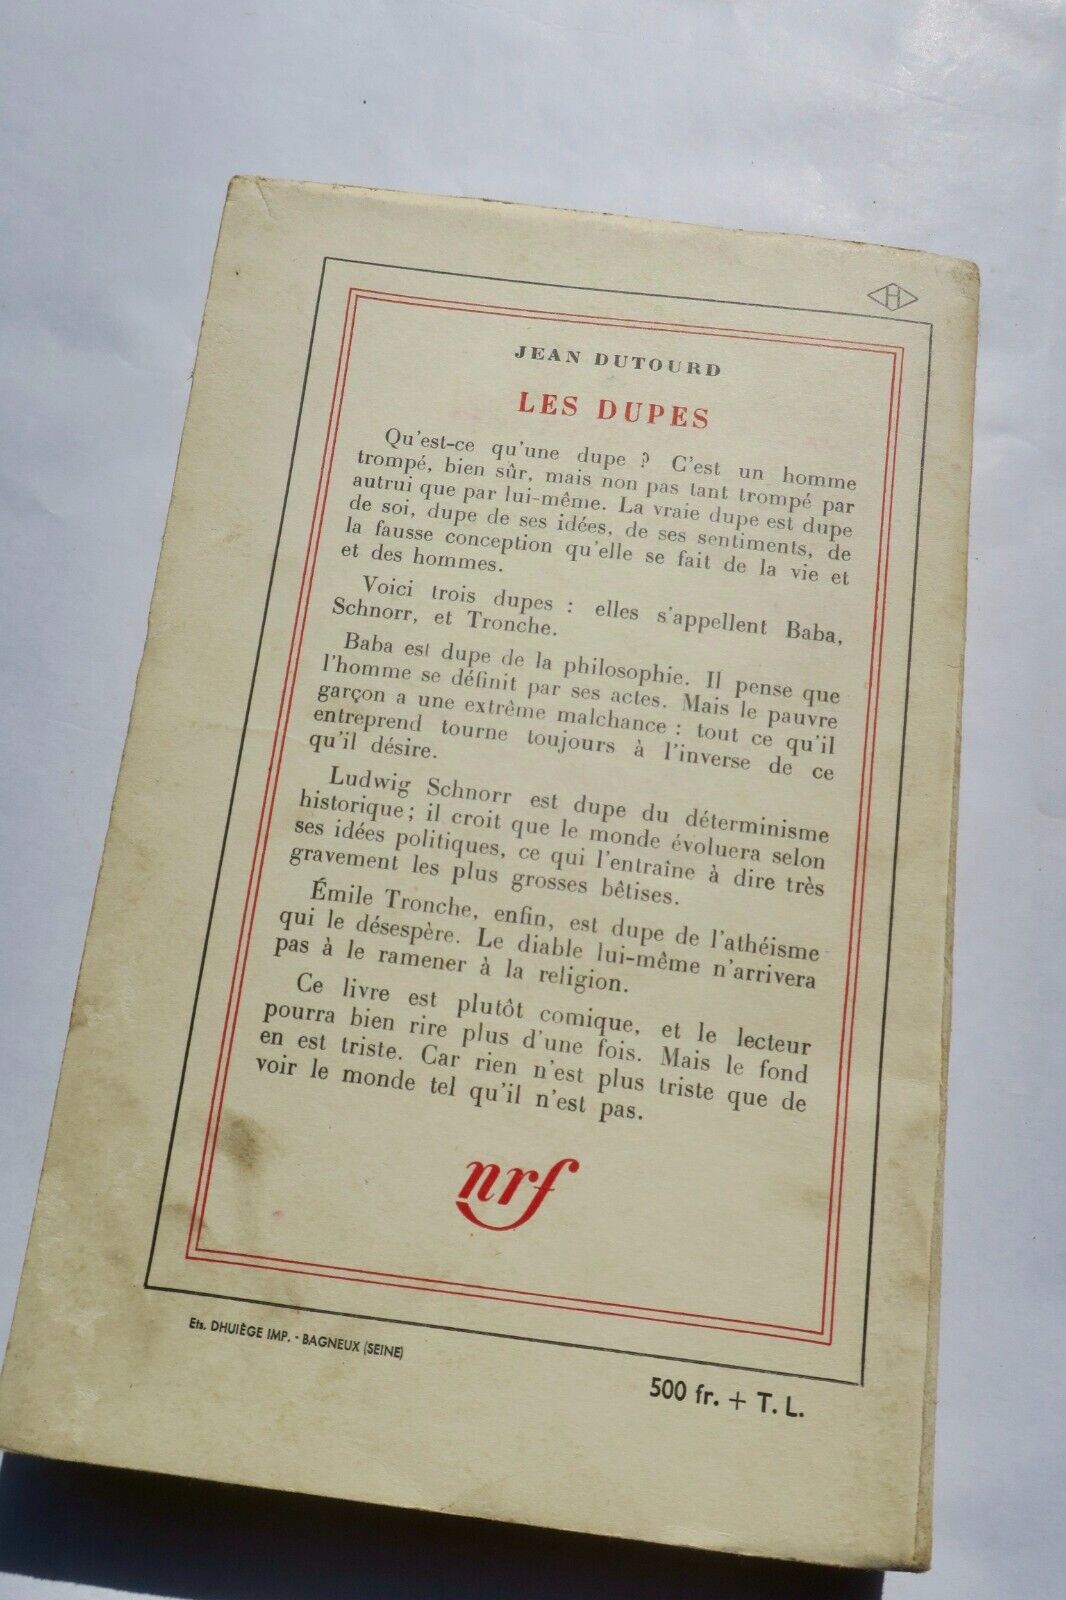 H
JEAN DUTOURD
LES DUPES
Qu'est-ce qu'une dupe ? C'est un homme
trompé, bien sûr, mais non pas tant trompé par
autrui que par lui-même. La vraie dupe est dupe
de soi, dupe de ses idées, de ses sentiments, de
la fausse conception qu'elle se fait de la vie et
et des hommes.
Voici trois dupes : elles s'appellent Baba,
Schnorr, et Tronche.
Baba est dupe de la philosophie. Il pense que
l'homme se définit par ses actes. Mais le pauvre
garçon a une extrême malchance : tout ce qu'il
entreprend tourne toujours à l'inverse de ce
qu'il désire.
Ludwig Schnorr est dupe du déterminisme
historique; il croit que le monde évoluera selon
ses idées politiques, ce qui l'entraîne à dire très
gravement les plus grosses bêtises.
Émile Tronche, enfin, est dupe de l'athéisme
qui le désespère. Le diable lui-même n'arrivera
pas à le ramener à la religion.
Ce livre est plutôt comique, et le lecteur
pourra bien rire plus d'une fois. Mais le fond
en est triste. Car rien n'est plus triste que de
voir le monde tel qu'il n'est pas.
nrf
Ets. DHUIÈGE IMP. - BAGNEUX (SEINE)
500 fr. + T. L.